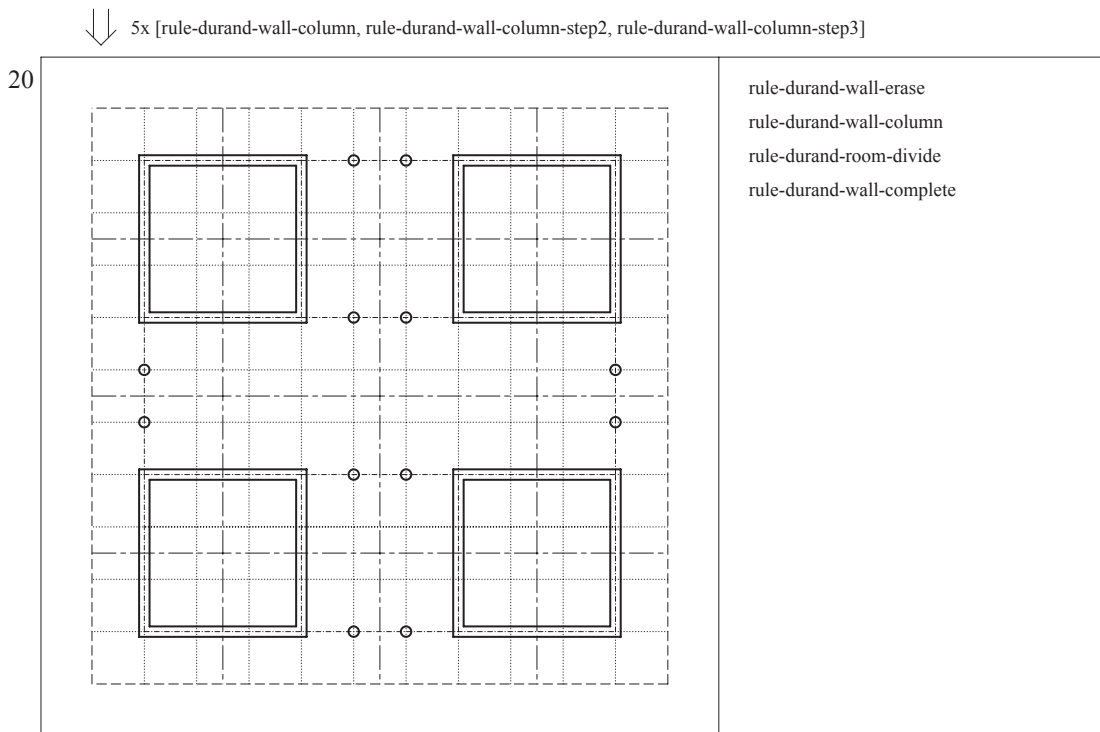 5x [rule-durand-wall-column, rule-durand-wall-column-step2, rule-durand-wall-column-step3]
20
rule-durand-wall-erase
rule-durand-wall-column
rule-durand-room-divide
rule-durand-wall-complete